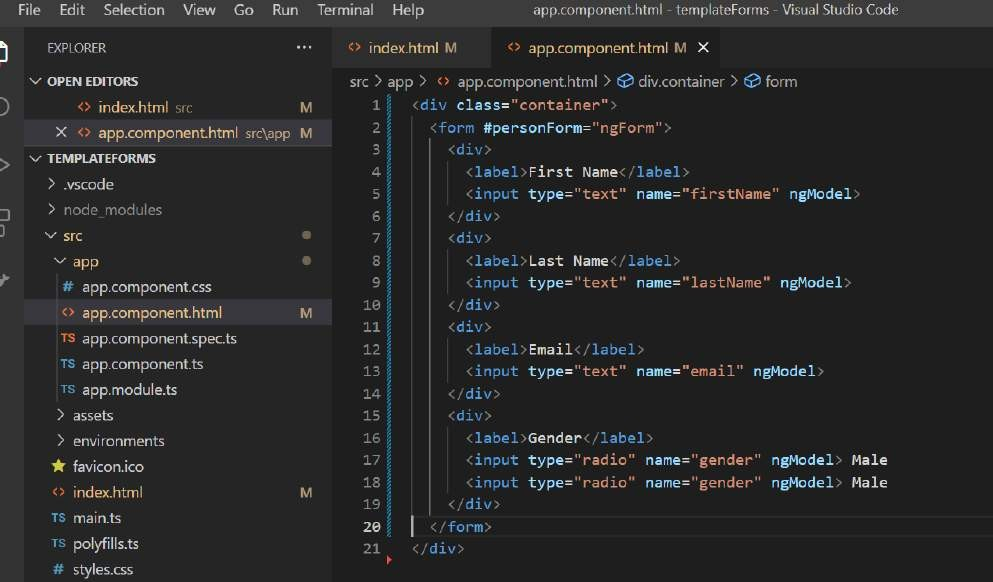 File Edit Selection View Go Run Terminal Help app.component.html - templateForms - Visual Studio Code
EXPLORER ...
OPEN EDITORS
index.html src M
app.component.html src\app M
TEMPLATEFORMS
.vscode
node_modules
src
app
app.component.css
app.component.html M
app.component.spec.ts
app.component.ts
app.module.ts
assets
environments
favicon.ico
index.html M
main.ts
polyfills.ts
styles.css
index.html M app.component.html M
src > app > app.component.html > div.container > form
1 <div class="container">
2 <form #personForm="ngForm">
3 <div>
4 <label>First Name</label>
5 <input type="text" name="firstName" ngModel>
6 </div>
7 <div>
8 <label>Last Name</label>
9 <input type="text" name="lastName" ngModel>
10 </div>
11 <div>
12 <label>Email</label>
13 <input type="text" name="email" ngModel>
14 </div>
15 <div>
16 <label>Gender</label>
17 <input type="radio" name="gender" ngModel> Male
18 <input type="radio" name="gender" ngModel> Male
19 </div>
20 </form>
21 </div>